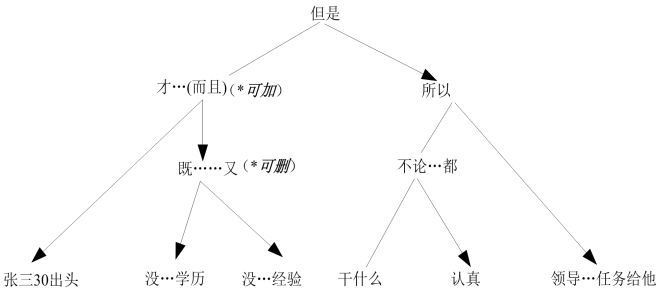 但是
才…(而且)(*可加) 所以
既……又(*可删) 不论…都
张三30出头 没…学历 没…经验 干什么 认真 领导…任务给他